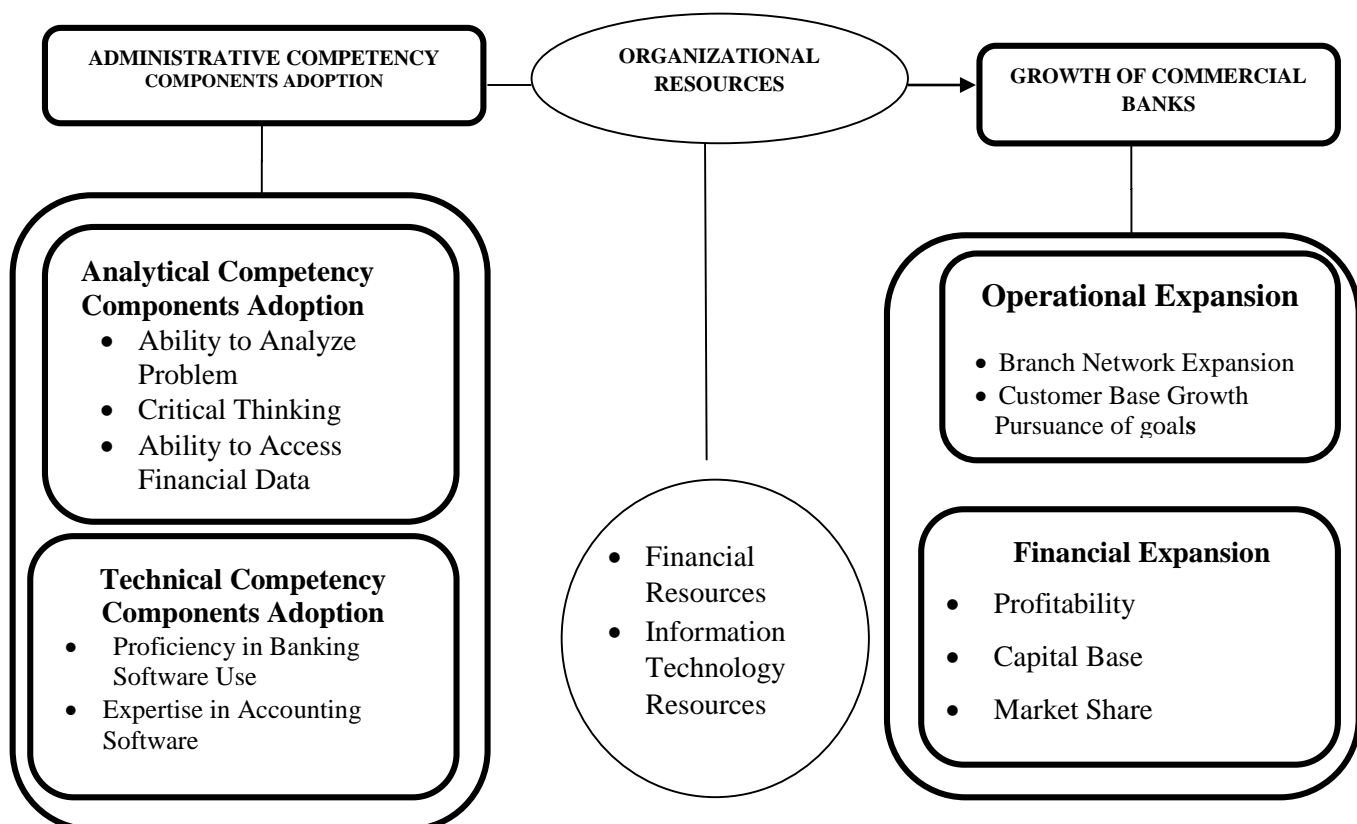 ADMINISTRATIVE COMPETENCY
COMPONENTS ADOPTION
ORGANIZATIONAL
RESOURCES
GROWTH OF COMMERCIAL
BANKS
Analytical Competency
Components Adoption
• Ability to Analyze
Problem
• Critical Thinking
• Ability to Access
Financial Data
Technical Competency
Components Adoption
• Proficiency in Banking
Software Use
• Expertise in Accounting
Software
• Financial
Resources
• Information
Technology
Resources
Operational Expansion
• Branch Network Expansion
• Customer Base Growth
Pursuance of goals
Financial Expansion
• Profitability
• Capital Base
• Market Share